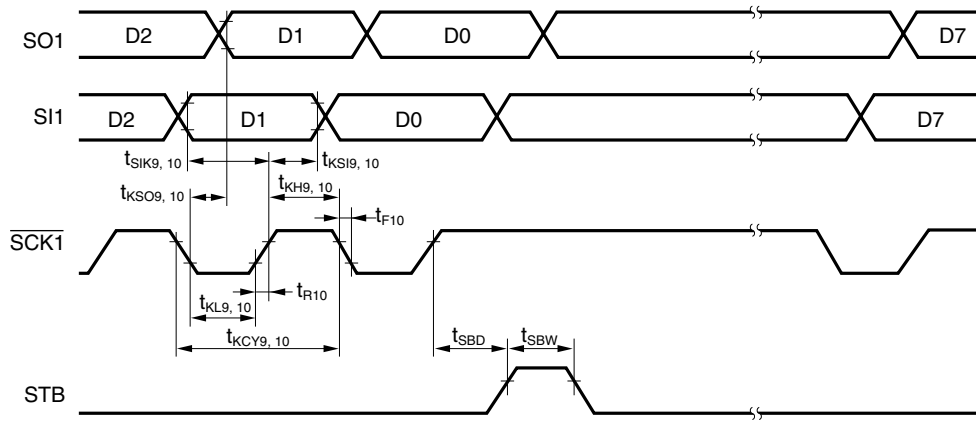 SO1 D2 D1 D0 D7
SI1 D2 D1 D0 D7
tSIK9, 10 tKSI9, 10
tKSO9, 10 tKH9, 10
tF10
SCK1
tR10
tKL9, 10
tKCY9, 10
tSBD tSBW
STB